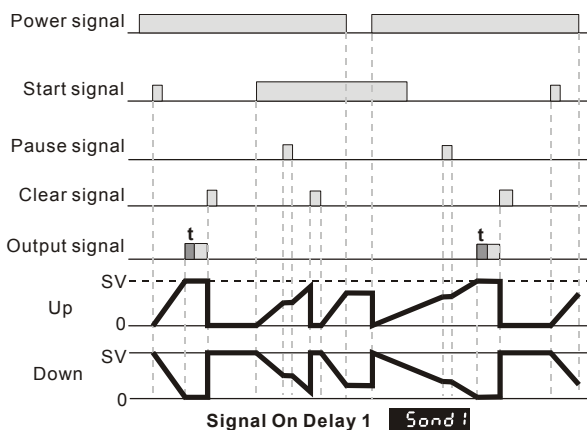 Power signal
Start signal
Pause signal
Clear signal
t
t
Output signal
SV
Up
0
SV
Down
0
Signal On Delay 1 Sond1